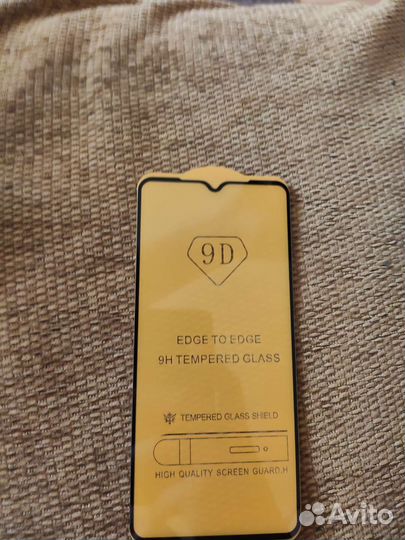 9D
EDGE TO EDGE
9H TEMPERED GLASS
TEMPERED GLASS SHIELD
HIGH QUALITY SCREEN GUARD.H
Avito